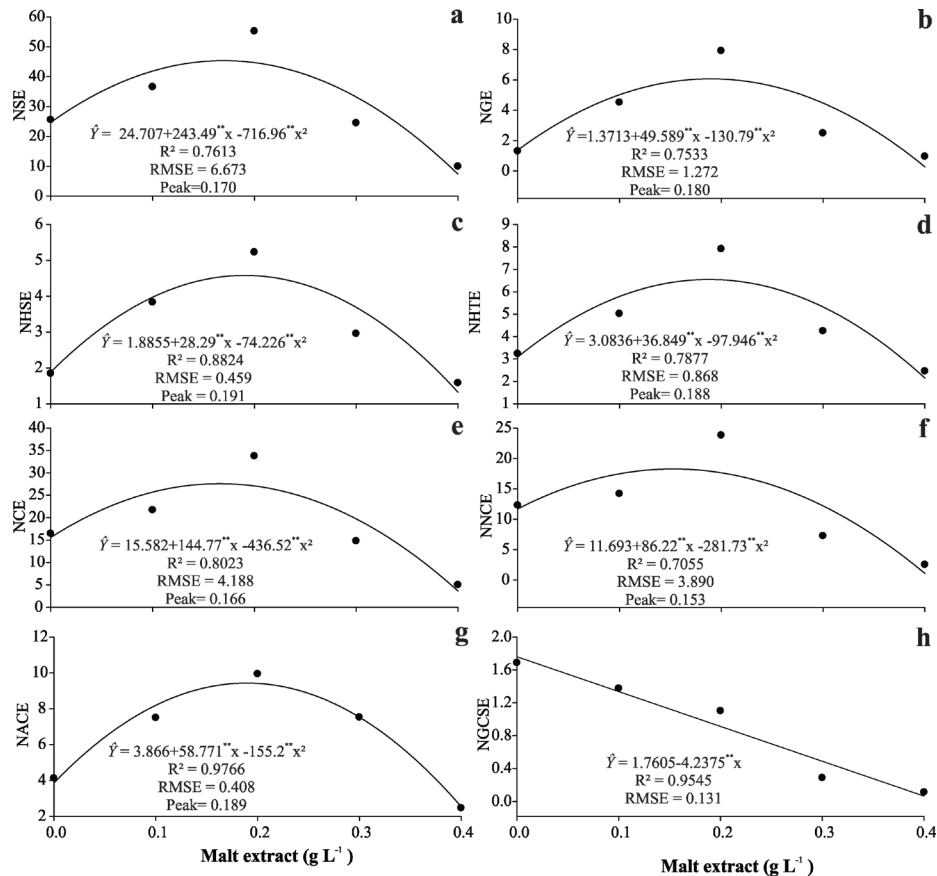 a
NSE
60
50
40
30
20
10
0
Ŷ = 24.707+243.49**x -716.96**x²
R² = 0.7613
RMSE = 6.673
Peak=0.170
b
NGE
10
8
6
4
2
0
Ŷ =1.3713+49.589**x -130.79**x²
R² = 0.7533
RMSE = 1.272
Peak= 0.180
c
NHSE
6
5
4
3
2
1
Ŷ = 1.8855+28.29**x -74.226**x²
R² = 0.8824
RMSE = 0.459
Peak = 0.191
d
NHTE
9
8
7
6
5
4
3
2
1
Ŷ = 3.0836+36.849**x -97.946**x²
R² = 0.7877
RMSE = 0.868
Peak= 0.188
e
NCE
40
35
30
25
20
15
10
5
0
Ŷ = 15.582+144.77**x -436.52**x²
R² = 0.8023
RMSE = 4.188
Peak= 0.166
f
NNCE
25
20
15
10
5
0
Ŷ = 11.693+86.22**x -281.73**x²
R² = 0.7055
RMSE = 3.890
Peak= 0.153
g
NACE
12
10
8
6
4
2
Ŷ = 3.866+58.771**x -155.2**x²
R² = 0.9766
RMSE = 0.408
Peak= 0.189
0.0 0.1 0.2 0.3 0.4
Malt extract (g L⁻¹)
h
NGCSE
2.0
1.6
1.2
0.8
0.4
0.0
Ŷ = 1.7605-4.2375**x
R² = 0.9545
RMSE = 0.131
0.0 0.1 0.2 0.3 0.4
Malt extract (g L⁻¹)